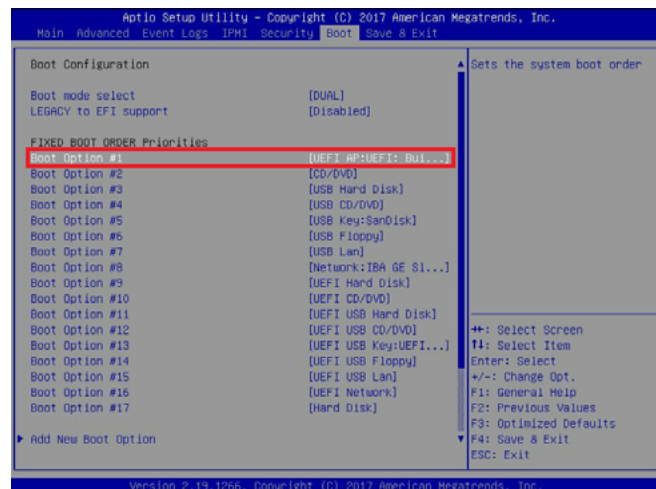 Aptio Setup Utility - Copyright (C) 2017 American Megatrends, Inc.
Main Advanced Event Logs IPMI Security Boot Save & Exit
Boot Configuration
Sets the system boot order
Boot mode select [DUAL]
LEGACY to EFI support [Disabled]
FIXED BOOT ORDER Priorities
Boot Option #1 [UEFI AP:UEFI: Bui...]
Boot Option #2 [CD/DVD]
Boot Option #3 [USB Hard Disk]
Boot Option #4 [USB CD/DVD]
Boot Option #5 [USB Key:SanDisk]
Boot Option #6 [USB Floppy]
Boot Option #7 [USB Lan]
Boot Option #8 [Network:IBA GE Sl...]
Boot Option #9 [UEFI Hard Disk]
Boot Option #10 [UEFI CD/DVD]
Boot Option #11 [UEFI USB Hard Disk]
Boot Option #12 [UEFI USB CD/DVD]
Boot Option #13 [UEFI USB Key:UEFI...]
Boot Option #14 [UEFI USB Floppy]
Boot Option #15 [UEFI USB Lan]
Boot Option #16 [UEFI Network]
Boot Option #17 [Hard Disk]
Add New Boot Option
→←: Select Screen
↑↓: Select Item
Enter: Select
+/-: Change Opt.
F1: General Help
F2: Previous Values
F3: Optimized Defaults
F4: Save & Exit
ESC: Exit
Version 2.19.1266. Copyright (C) 2017 American Megatrends, Inc.